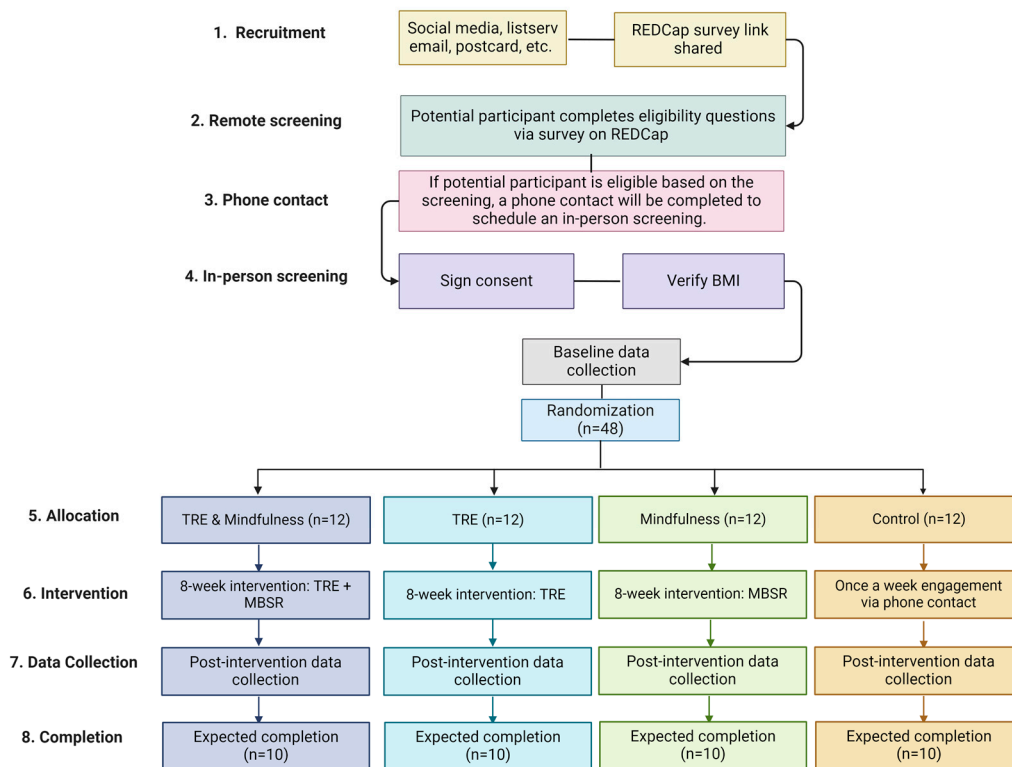 1. Recruitment
Social media, listserv
email, postcard, etc.
REDCap survey link
shared
2. Remote screening
Potential participant completes eligibility questions
via survey on REDCap
3. Phone contact
If potential participant is eligible based on the
screening, a phone contact will be completed to
schedule an in-person screening.
4. In-person screening
Sign consent
Verify BMI
Baseline data
collection
Randomization
(n=48)
5. Allocation
TRE & Mindfulness (n=12)
TRE (n=12)
Mindfulness (n=12)
Control (n=12)
6. Intervention
8-week intervention: TRE +
MBSR
8-week intervention: TRE
8-week intervention: MBSR
Once a week engagement
via phone contact
7. Data Collection
Post-intervention data
collection
Post-intervention data
collection
Post-intervention data
collection
Post-intervention data
collection
8. Completion
Expected completion
(n=10)
Expected completion
(n=10)
Expected completion
(n=10)
Expected completion
(n=10)